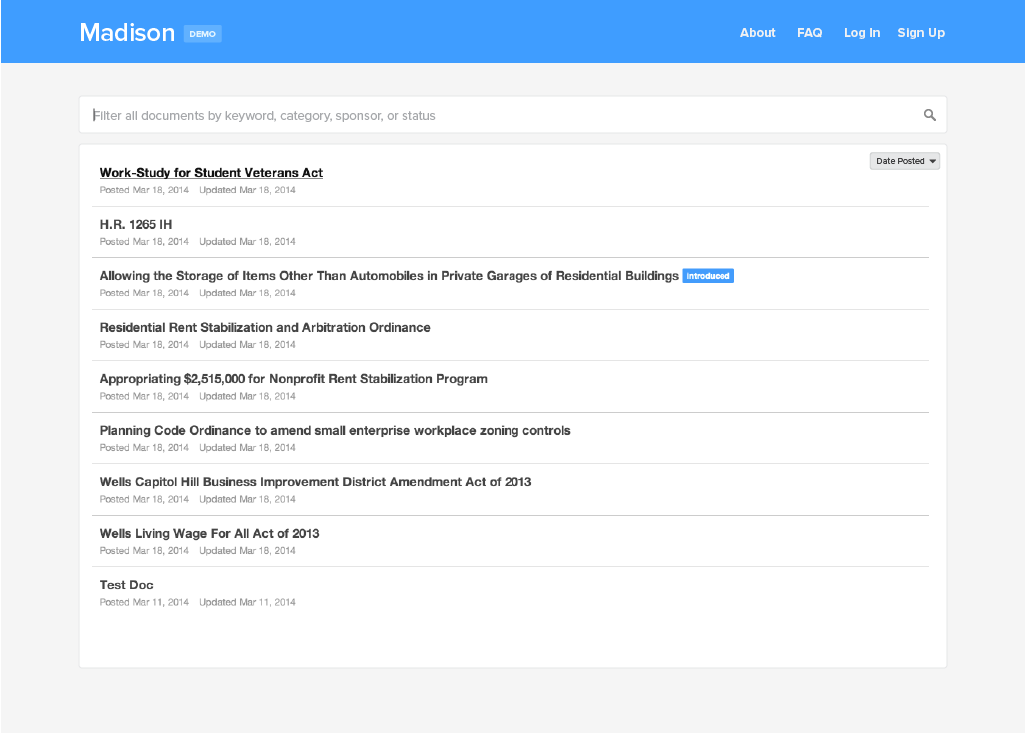 Madison DEMO About FAQ Log In Sign Up
Filter all documents by keyword, category, sponsor, or status
Date Posted
Work-Study for Student Veterans Act
Posted Mar 18, 2014 Updated Mar 18, 2014
H.R. 1265 IH
Posted Mar 18, 2014 Updated Mar 18, 2014
Allowing the Storage of Items Other Than Automobiles in Private Garages of Residential Buildings Introduced
Posted Mar 18, 2014 Updated Mar 18, 2014
Residential Rent Stabilization and Arbitration Ordinance
Posted Mar 18, 2014 Updated Mar 18, 2014
Appropriating $2,515,000 for Nonprofit Rent Stabilization Program
Posted Mar 18, 2014 Updated Mar 18, 2014
Planning Code Ordinance to amend small enterprise workplace zoning controls
Posted Mar 18, 2014 Updated Mar 18, 2014
Wells Capitol Hill Business Improvement District Amendment Act of 2013
Posted Mar 18, 2014 Updated Mar 18, 2014
Wells Living Wage For All Act of 2013
Posted Mar 18, 2014 Updated Mar 18, 2014
Test Doc
Posted Mar 11, 2014 Updated Mar 11, 2014